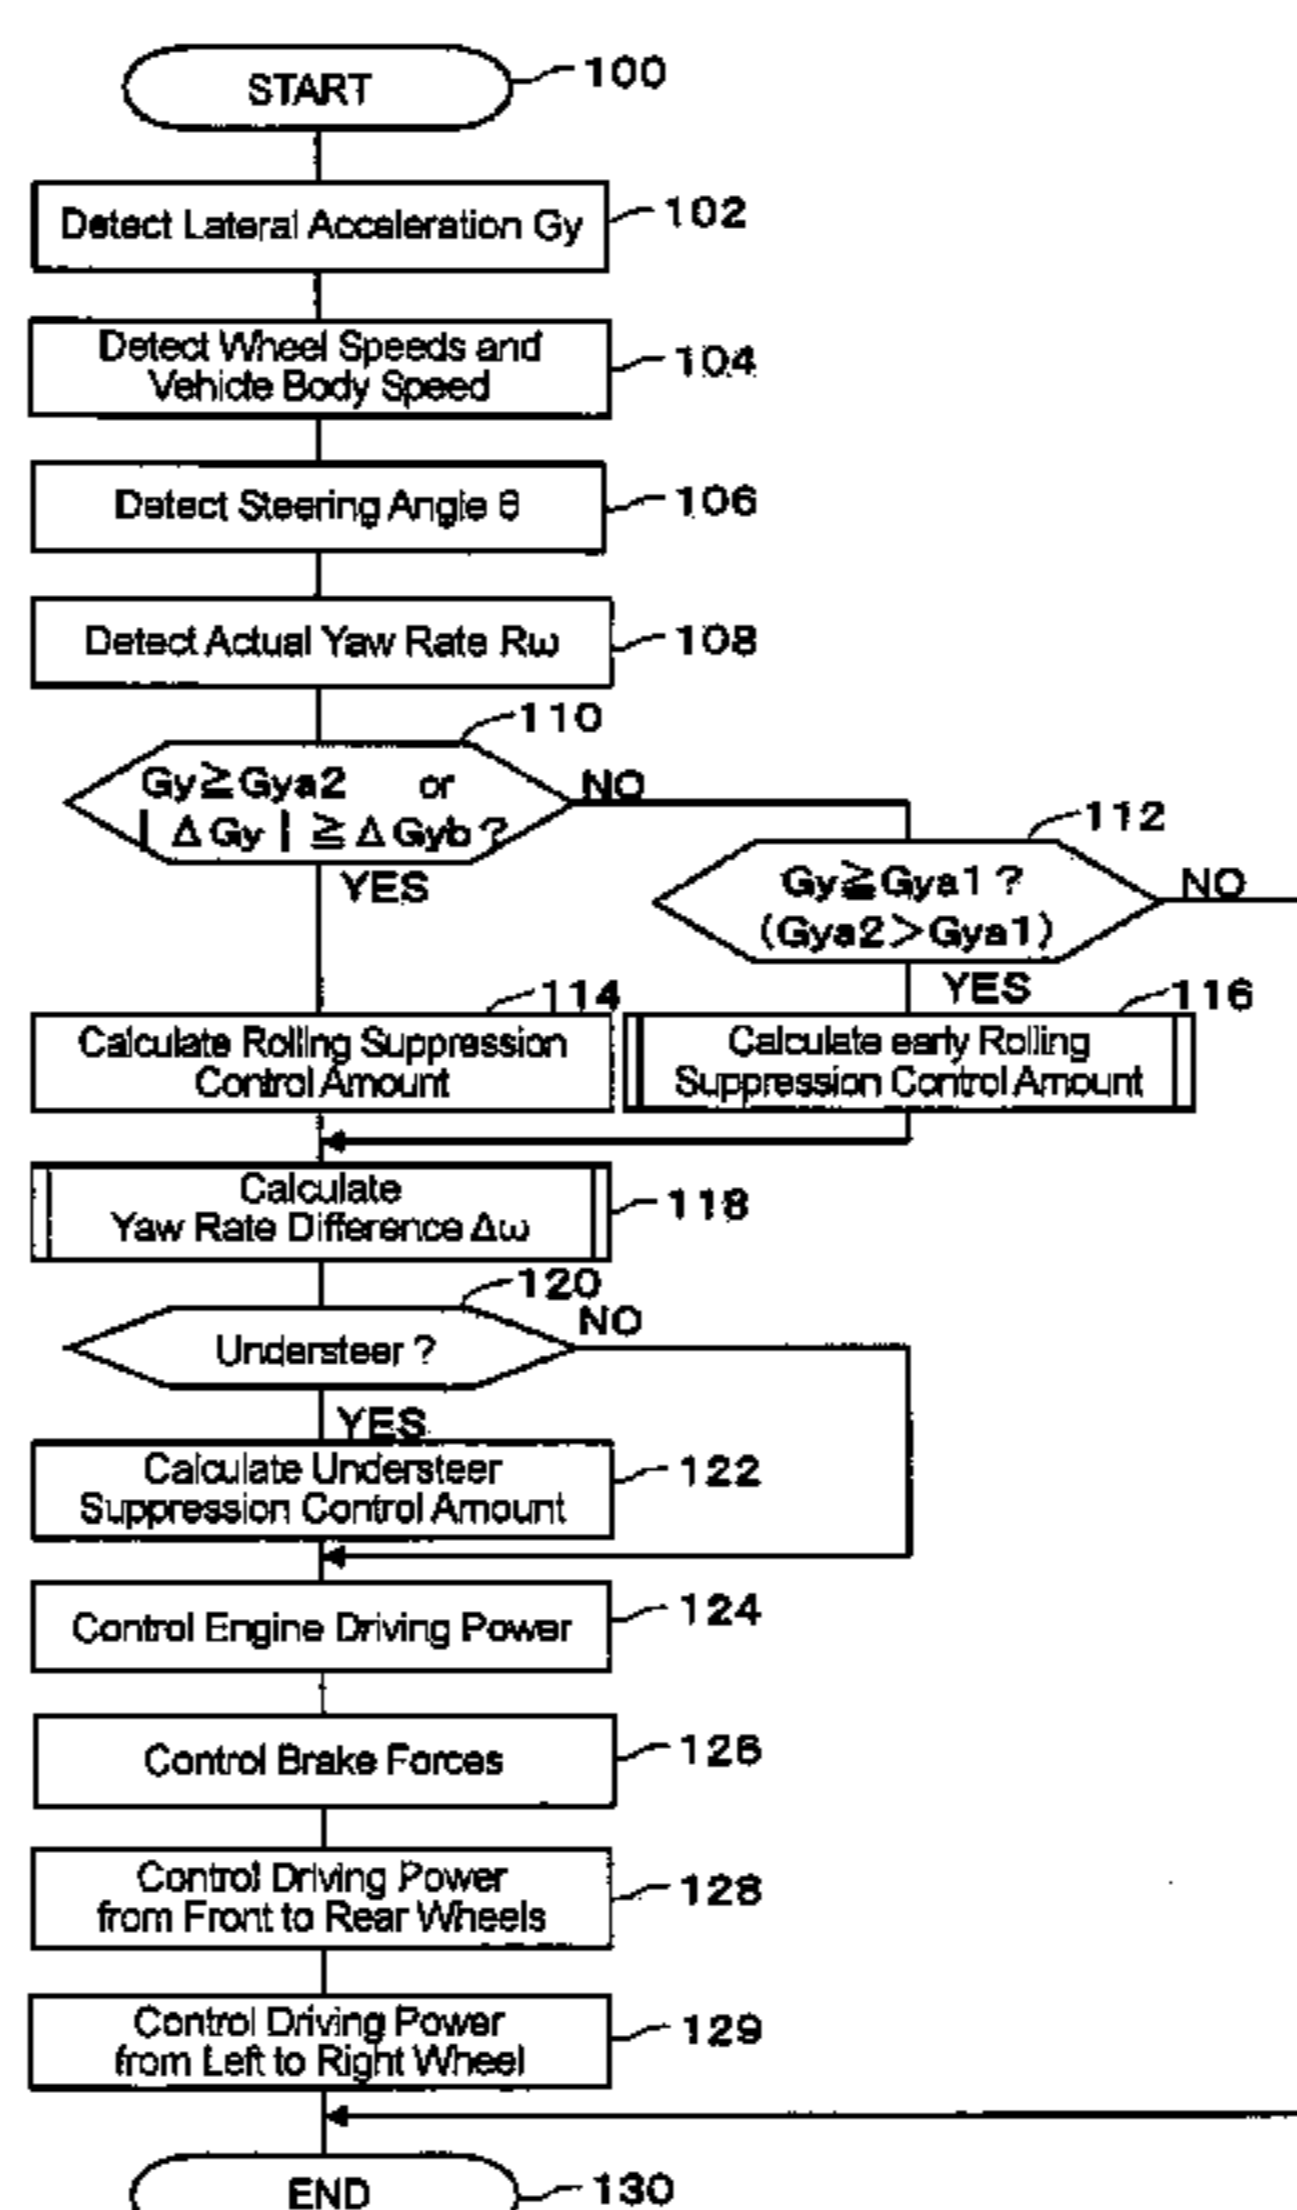 START
100
Detect Lateral Acceleration Gy
102
Detect Wheel Speeds and
Vehicle Body Speed
104
Detect Steering Angle θ
106
Detect Actual Yaw Rate Rω
108
110
Gy≧Gya2 or
| ΔGy | ≧ ΔGyb ?
NO
YES
112
Gy≧Gya1 ?
(Gya2>Gya1)
NO
YES
114
Calculate Rolling Suppression
Control Amount
116
Calculate early Rolling
Suppression Control Amount
Calculate
Yaw Rate Difference Δω
118
120
Understeer ?
NO
YES
Calculate Understeer
Suppression Control Amount
122
Control Engine Driving Power
124
Control Brake Forces
126
Control Driving Power
from Front to Rear Wheels
128
Control Driving Power
from Left to Right Wheel
129
END
130